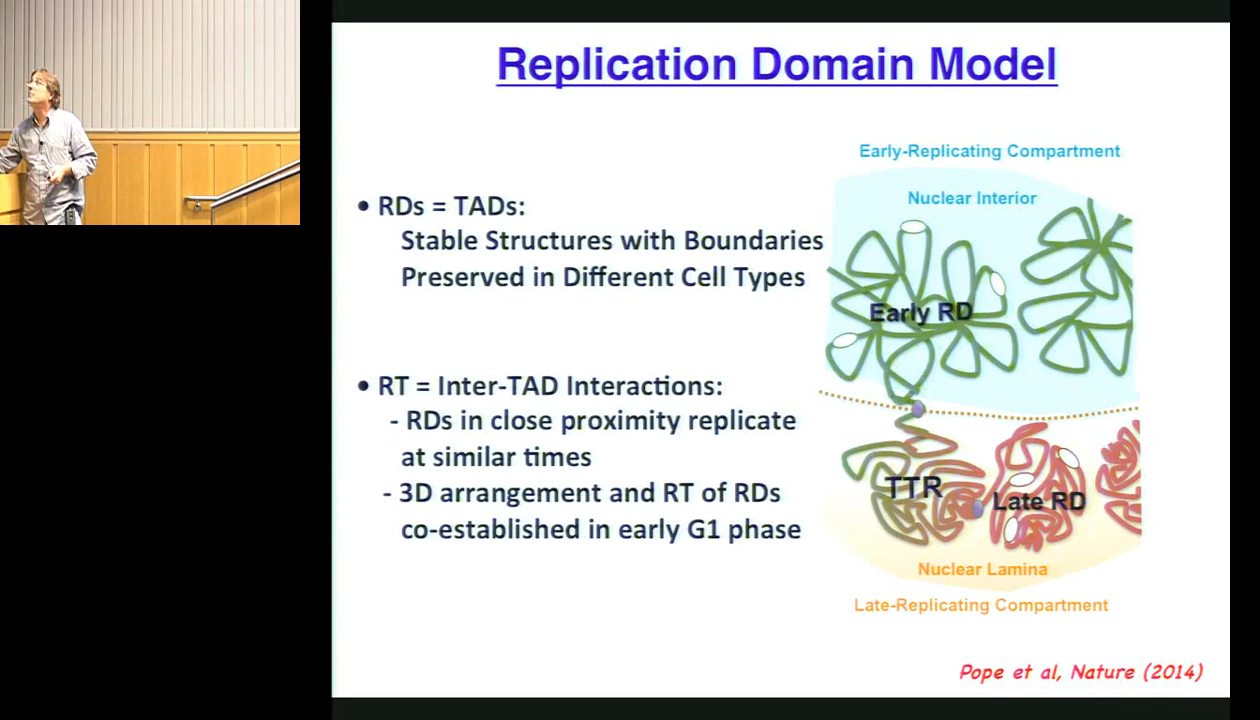 Replication Domain Model
• RDs = TADs:
Stable Structures with Boundaries
Preserved in Different Cell Types
• RT = Inter-TAD Interactions:
- RDs in close proximity replicate
at similar times
- 3D arrangement and RT of RDs
co-established in early G1 phase
Early-Replicating Compartment
Nuclear Interior
Early RD
TTR
Late RD
Nuclear Lamina
Late-Replicating Compartment
Pope et al, Nature (2014)